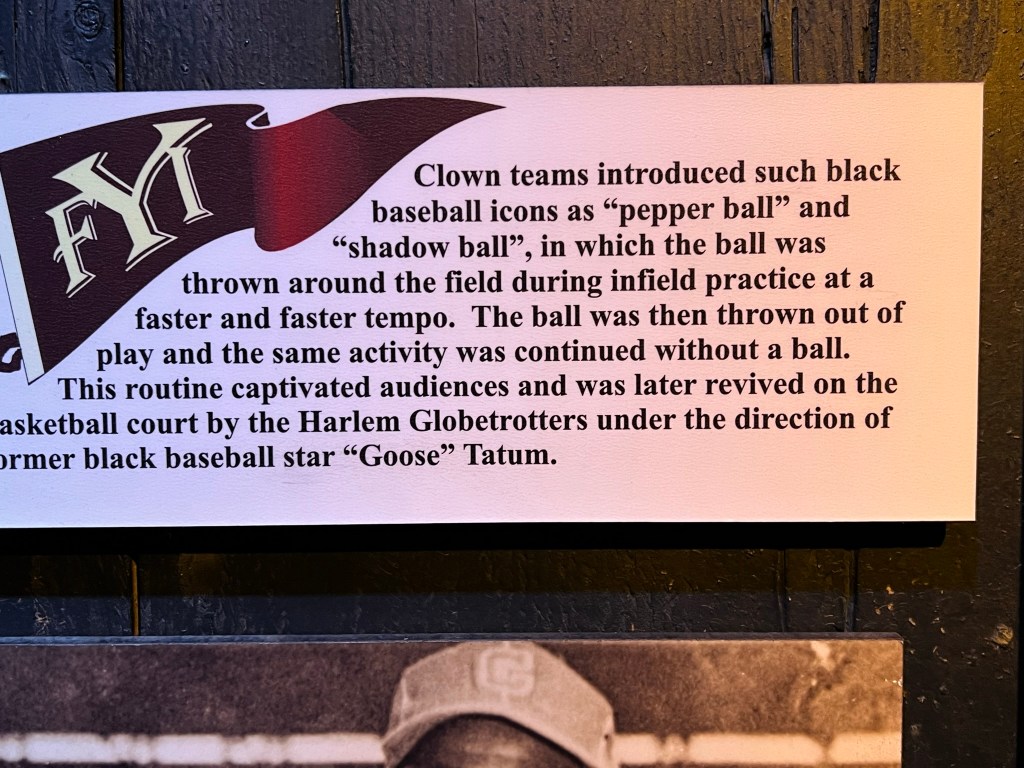 FYI
Clown teams introduced such black
baseball icons as “pepper ball” and
“shadow ball”, in which the ball was
thrown around the field during infield practice at a
faster and faster tempo.  The ball was then thrown out of
play and the same activity was continued without a ball.
This routine captivated audiences and was later revived on the
asketball court by the Harlem Globetrotters under the direction of
ormer black baseball star “Goose” Tatum.